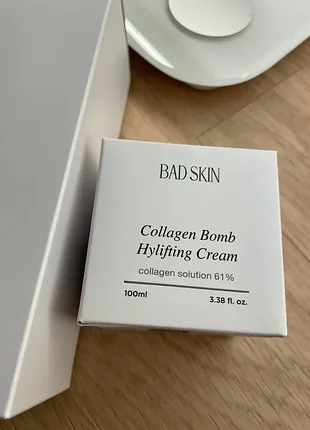 BAD SKIN
Collagen Bomb
Hylifting Cream
collagen solution 61%
100ml 3.38 fl. oz.